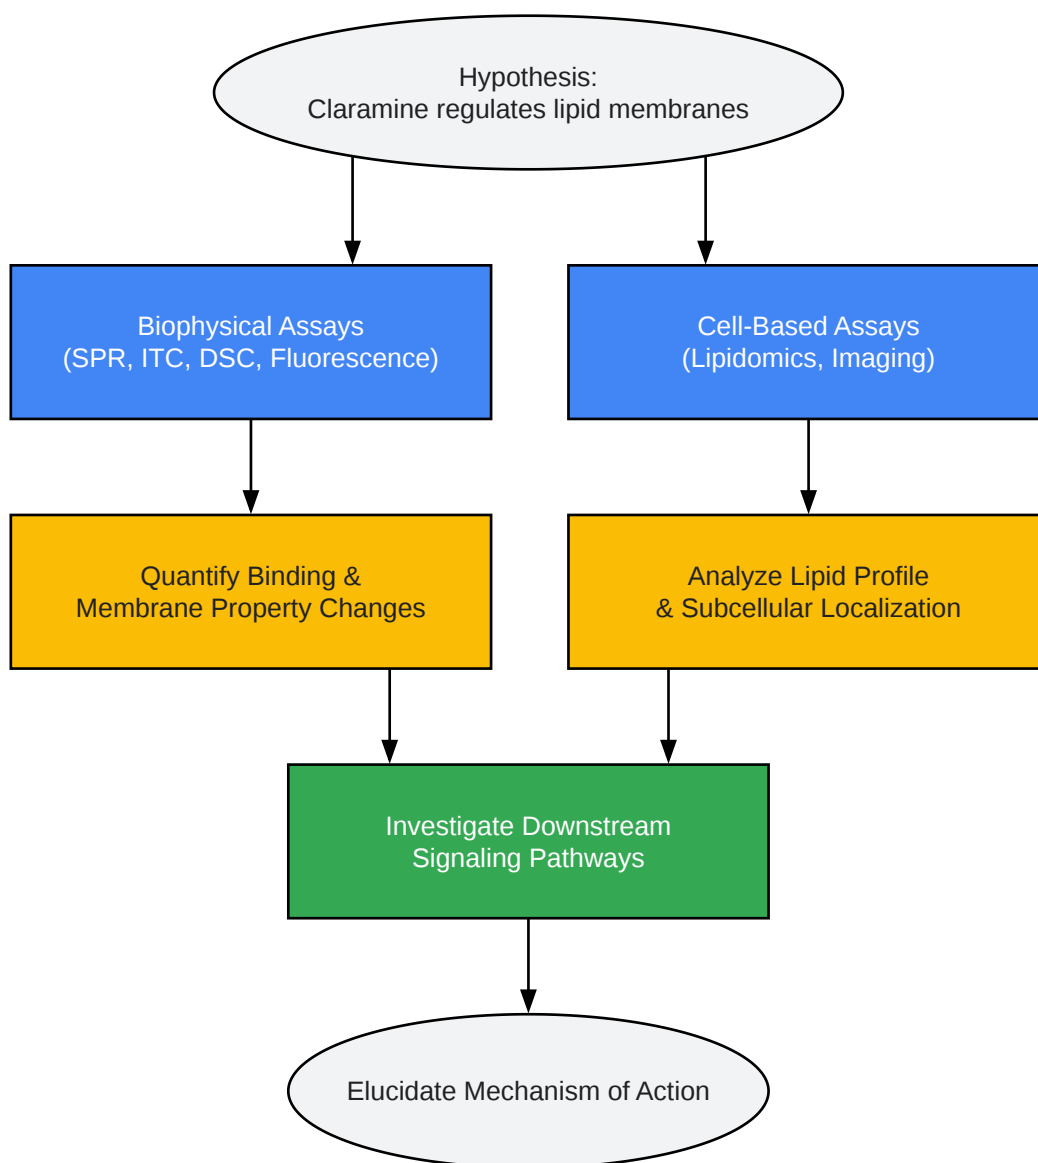 Hypothesis:
Claramine regulates lipid membranes
Biophysical Assays
(SPR, ITC, DSC, Fluorescence)
Cell-Based Assays
(Lipidomics, Imaging)
Quantify Binding &
Membrane Property Changes
Analyze Lipid Profile
& Subcellular Localization
Investigate Downstream
Signaling Pathways
Elucidate Mechanism of Action